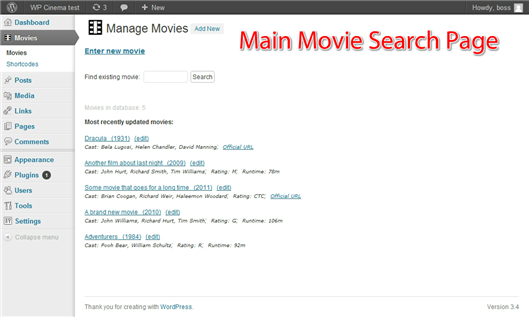 WP Cinema test 3 + New Howdy, boss
Dashboard
Movies
Movies
Shortcodes
Posts
Media
Links
Pages
Comments
Appearance
Plugins 1
Users
Tools
Settings
Collapse menu
Manage Movies Add New
Main Movie Search Page
Enter new movie
Find existing movie: Search
Movies in database: 5
Most recently updated movies:
Dracula (1931) (edit)
Cast: Bela Lugosi, Helen Chandler, David Manning, Official URL
Another film about last night (2009) (edit)
Cast: John Hurt, Richard Smith, Tim Williams, Rating: M, Runtime: 78m
Some movie that goes for a long time (2011) (edit)
Cast: Brian Coogan, Richard Weir, Haleemon Woodard, Rating: CTC, Official URL
A brand new movie (2010) (edit)
Cast: John Williams, Richard Hurt, Tim Smith, Rating: G, Runtime: 106m
Adventurers (1984) (edit)
Cast: Pooh Bear, William Schultz, Rating: R, Runtime: 92m
Thank you for creating with WordPress. Version 3.4